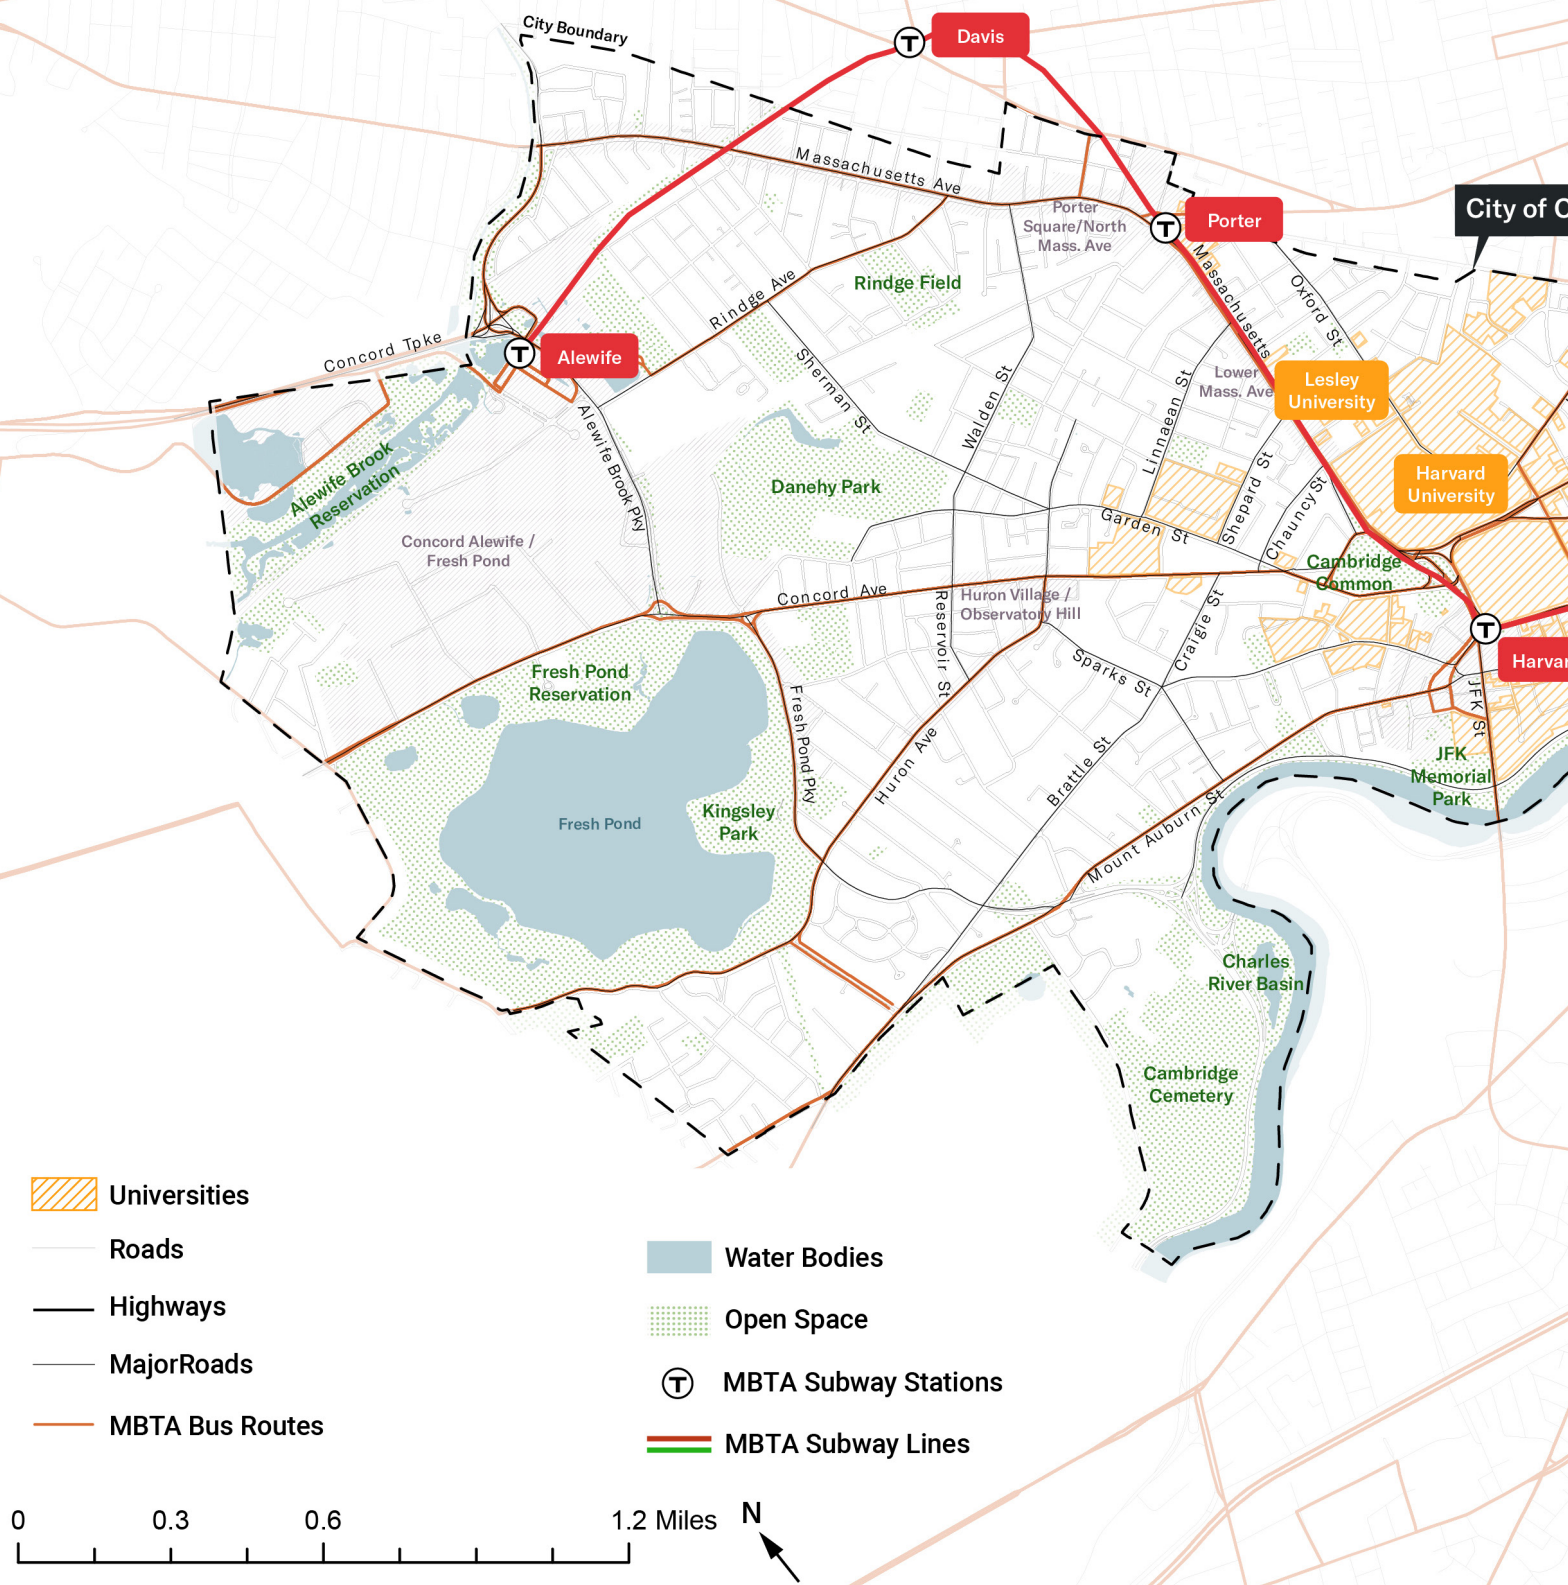 City Boundary
Davis
Massachusetts Ave
Porter
Square/North
Mass. Ave
Porter
City of C
Concord Tpke
Alewife
Rindge Ave
Rindge Field
Massachusetts
Oxford St
Sherman St
Walden St
Linnaean St
Lower
Mass. Ave
Lesley
University
Alewife Brook
Reservation
Alewife Brook Pky
Danehy Park
Shepard St
Chauncy St
Harvard
University
Concord Alewife /
Fresh Pond
Garden St
Cambridge
Common
Concord Ave
Reservoir St
Huron Village /
Observatory Hill
Craigie St
Sparks St
Harvar
Fresh Pond
Reservation
Fresh Pond Pky
JFK St
Huron Ave
Brattle St
JFK
Memorial
Park
Fresh Pond
Kingsley
Park
Mount Auburn St
Charles
River Basin
Cambridge
Cemetery
Universities
Roads
Highways
MajorRoads
MBTA Bus Routes
Water Bodies
Open Space
T MBTA Subway Stations
MBTA Subway Lines
0 0.3 0.6 1.2 Miles
N